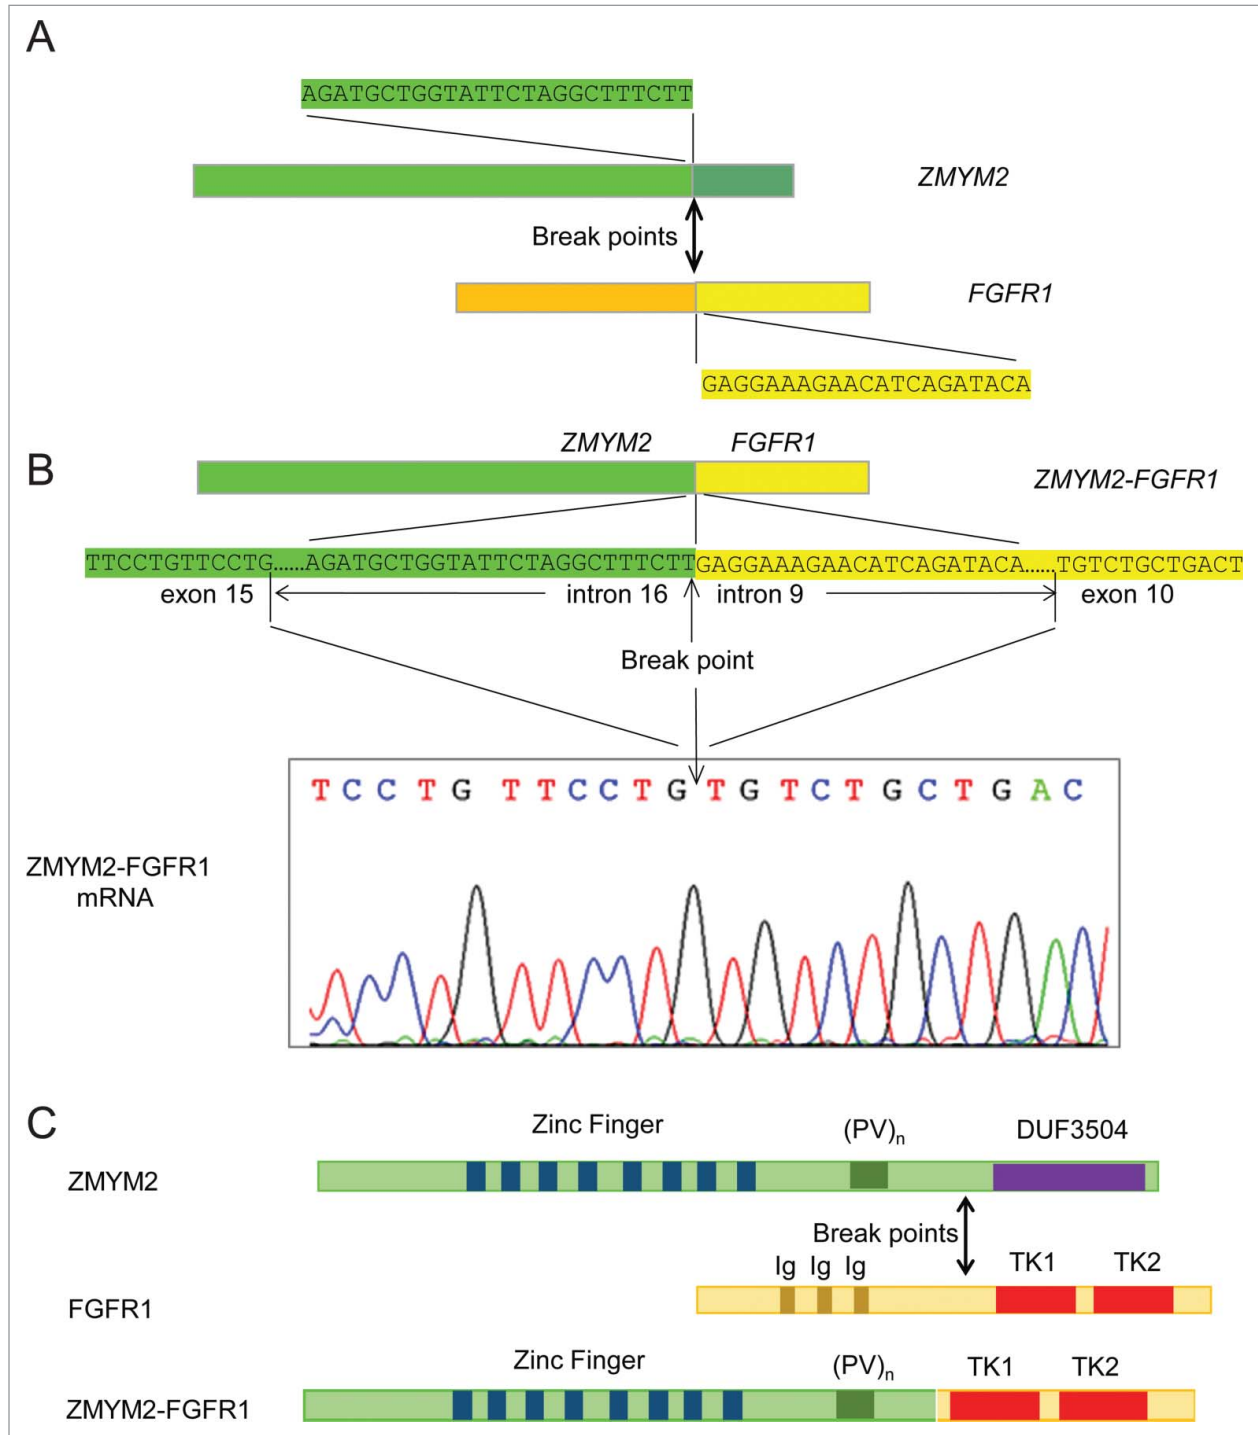 A
AGATGCTGGTATTCTAGGCTTTCTT
ZMYM2
Break points
FGFR1
GAGGAAAGAACATCAGATACA
B
ZMYM2 FGFR1
ZMYM2-FGFR1
TTCCTGTTCCTG......AGATGCTGGTATTCTAGGCTTTCTTGAGGAAAGAACATCAGATACA......TGTCTGCTGACT
exon 15 intron 16 intron 9 exon 10
Break point
TCCTG TTCCTGTGTCTGCTGAC
ZMYM2-FGFR1
mRNA
C
Zinc Finger (PV)n DUF3504
ZMYM2
Break points
Ig Ig Ig TK1 TK2
FGFR1
Zinc Finger (PV)n TK1 TK2
ZMYM2-FGFR1